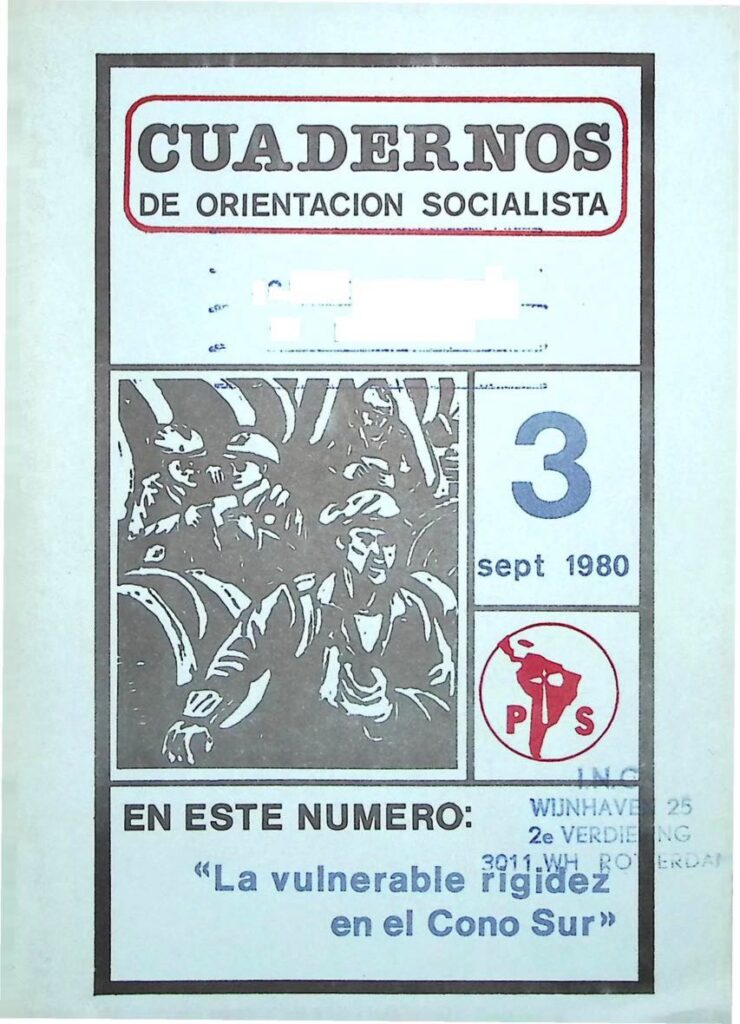 CUADERNOS
DE ORIENTACION SOCIALISTA
3
sept 1980
P S
EN ESTE NUMERO:
I.N.C
WIJNHAVEN 25
2e VERDIEPING
3011 WH ROTTERDAM
“La vulnerable rigidez
en el Cono Sur”